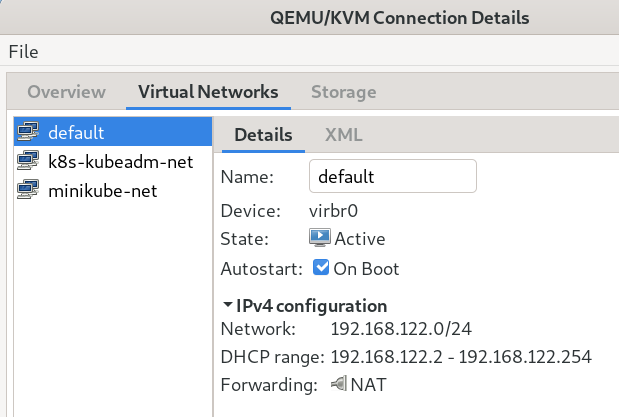 QEMU/KVM Connection Details
File
Overview Virtual Networks Storage
default
k8s-kubeadm-net
minikube-net
Details XML
Name: default
Device: virbr0
State: Active
Autostart: On Boot
IPv4 configuration
Network: 192.168.122.0/24
DHCP range: 192.168.122.2 - 192.168.122.254
Forwarding: NAT